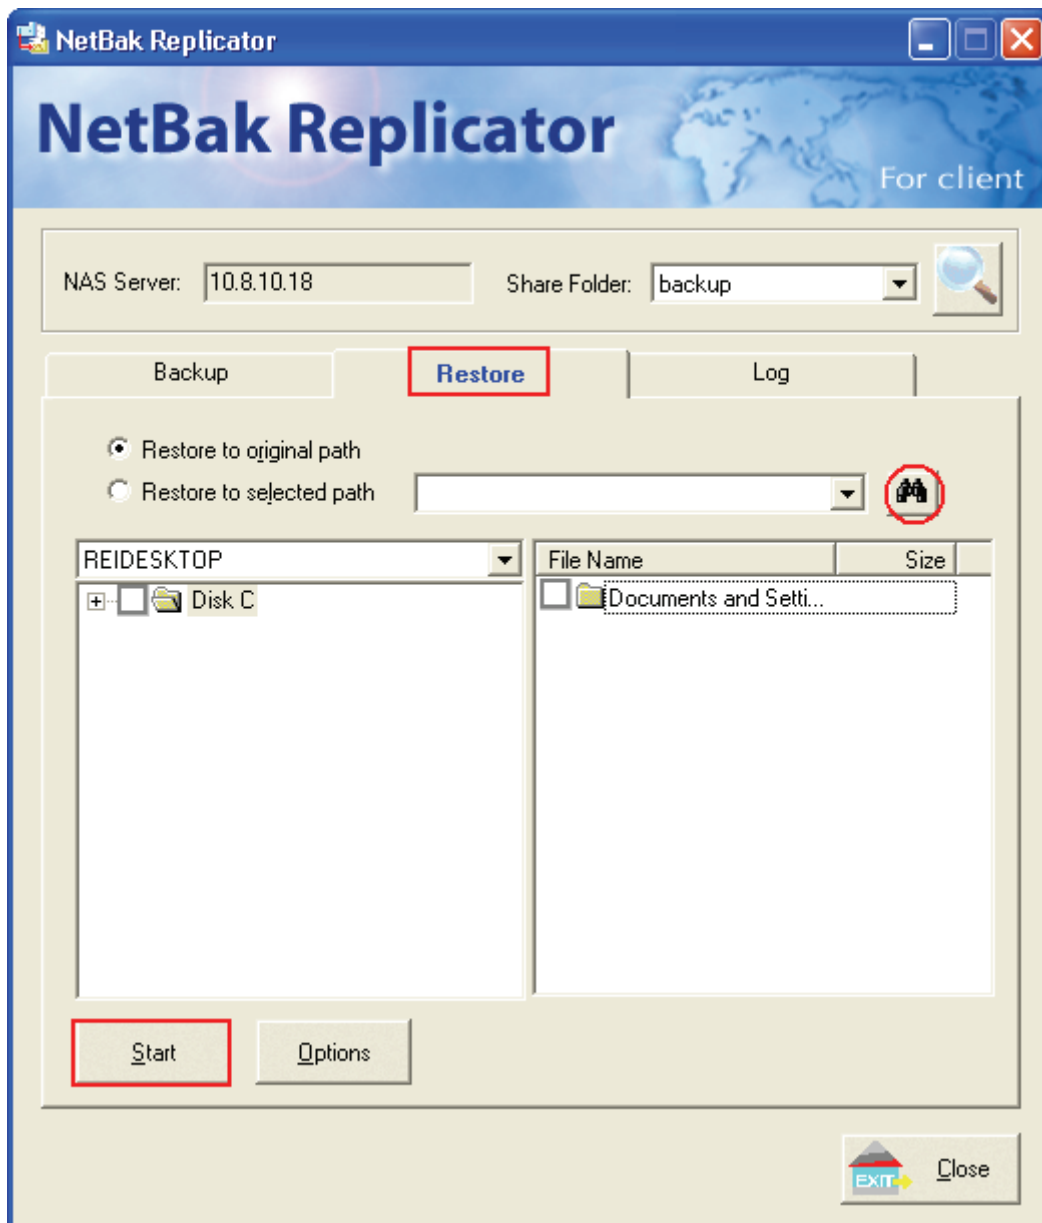 NetBak Replicator
NetBak Replicator
For client
NAS Server: 10.8.10.18 Share Folder: backup
Backup Restore Log
Restore to original path
Restore to selected path
REIDESKTOP File Name Size
Disk C Documents and Setti...
Start Options
EXIT Close